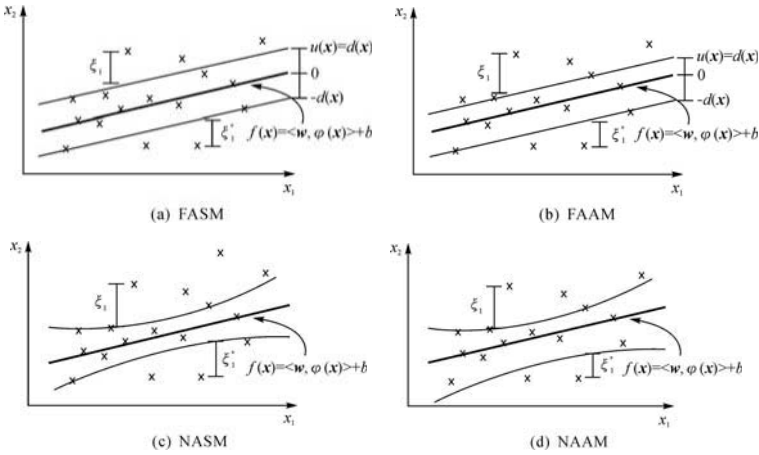 x₂
ξ₁
u(x)=d(x)
0
-d(x)
ξ₁*
f(x)=<w, φ(x)>+b
x₁
(a) FASM
x₂
ξ₁
u(x)=d(x)
0
-d(x)
ξ₁*
f(x)=<w, φ(x)>+b
x₁
(b) FAAM
x₂
ξ₁
ξ₁*
f(x)=<w, φ(x)>+b
x₁
(c) NASM
x₂
ξ₁
ξ₁*
f(x)=<w, φ(x)>+b
x₁
(d) NAAM